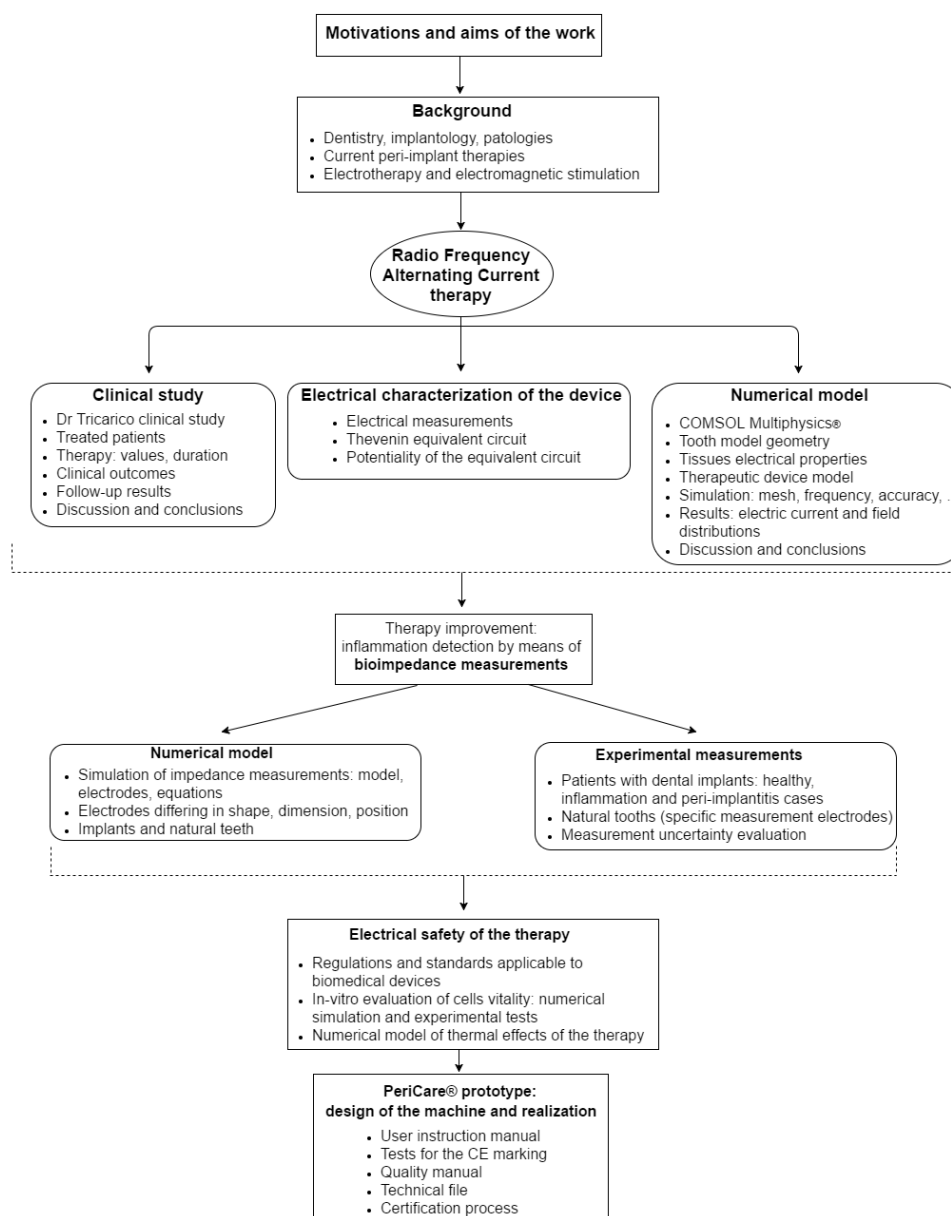 Motivations and aims of the work
Background
• Dentistry, implantology, patologies
• Current peri-implant therapies
• Electrotherapy and electromagnetic stimulation
Radio Frequency
Alternating Current
therapy
Clinical study
• Dr Tricarico clinical study
• Treated patients
• Therapy: values, duration
• Clinical outcomes
• Follow-up results
• Discussion and conclusions
Electrical characterization of the device
• Electrical measurements
• Thevenin equivalent circuit
• Potentiality of the equivalent circuit
Numerical model
• COMSOL Multiphysics®
• Tooth model geometry
• Tissues electrical properties
• Therapeutic device model
• Simulation: mesh, frequency, accuracy, .
• Results: electric current and field
distributions
• Discussion and conclusions
Therapy improvement:
inflammation detection by means of
bioimpedance measurements
Numerical model
• Simulation of impedance measurements: model,
electrodes, equations
• Electrodes differing in shape, dimension, position
• Implants and natural teeth
Experimental measurements
• Patients with dental implants: healthy,
inflammation and peri-implantitis cases
• Natural tooths (specific measurement electrodes)
• Measurement uncertainty evaluation
Electrical safety of the therapy
• Regulations and standards applicable to
biomedical devices
• In-vitro evaluation of cells vitality: numerical
simulation and experimental tests
• Numerical model of thermal effects of the therapy
PeriCare® prototype:
design of the machine and realization
• User instruction manual
• Tests for the CE marking
• Quality manual
• Technical file
• Certification process